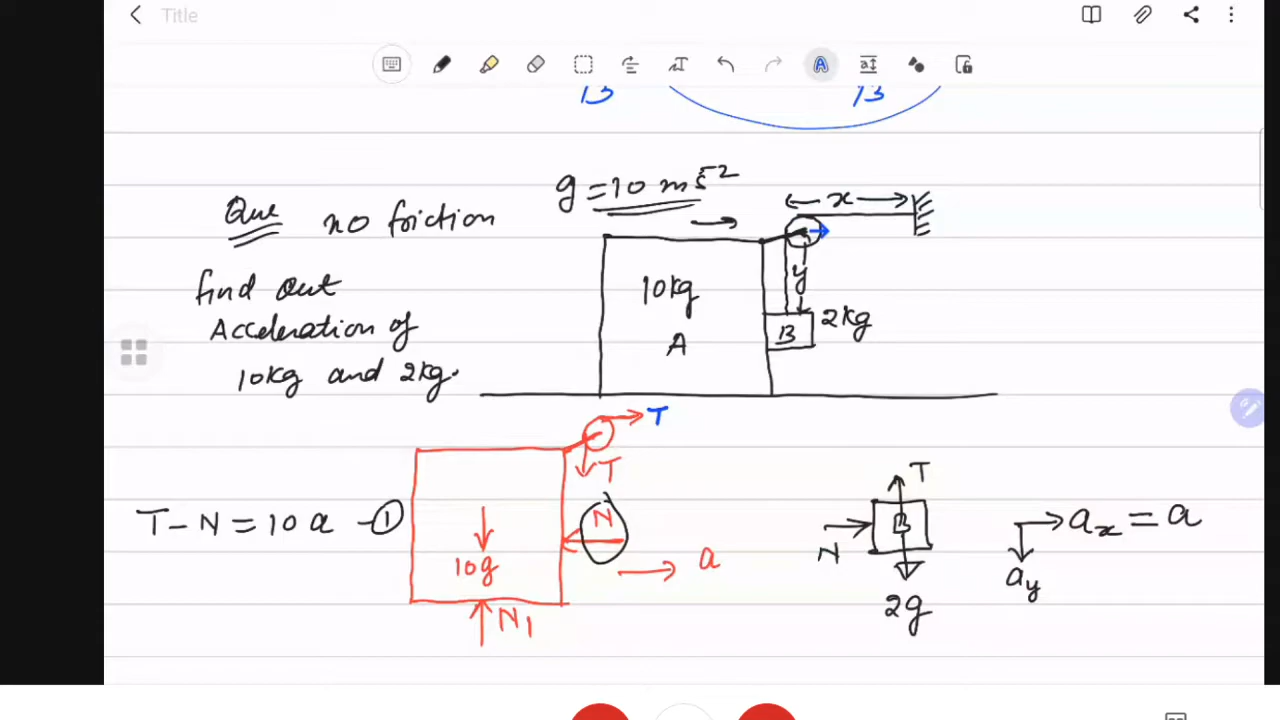 Title
13
13
Que no friction
g = 10 ms⁻²
x
find out
Acceleration of
10kg and 2kg.
10kg
A
y
B
2kg
T
T
T - N = 10 a - ①
N
a
10g
N₁
T
B
N
2g
aₓ = a
a_y